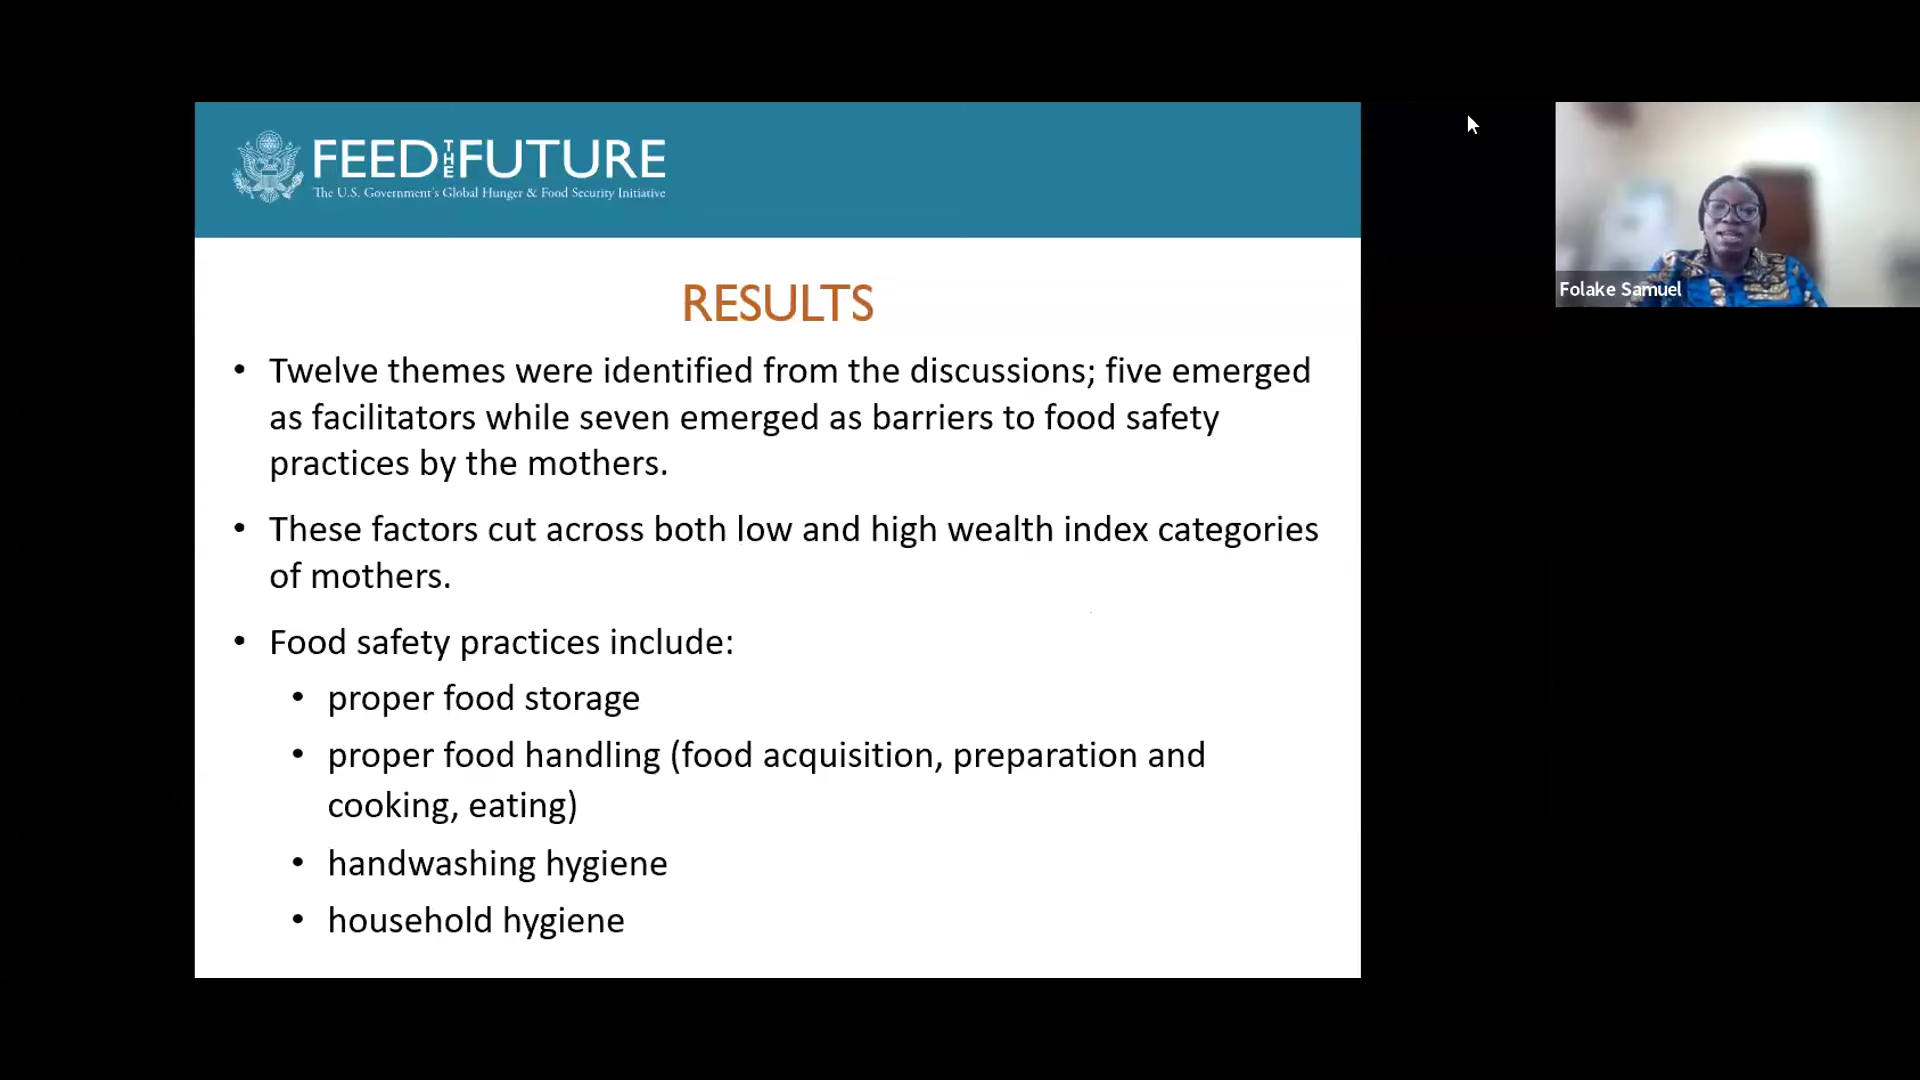 FEED THE FUTURE
The U.S. Government's Global Hunger & Food Security Initiative
Folake Samuel
RESULTS
• Twelve themes were identified from the discussions; five emerged
as facilitators while seven emerged as barriers to food safety
practices by the mothers.
• These factors cut across both low and high wealth index categories
of mothers.
• Food safety practices include:
• proper food storage
• proper food handling (food acquisition, preparation and
cooking, eating)
• handwashing hygiene
• household hygiene